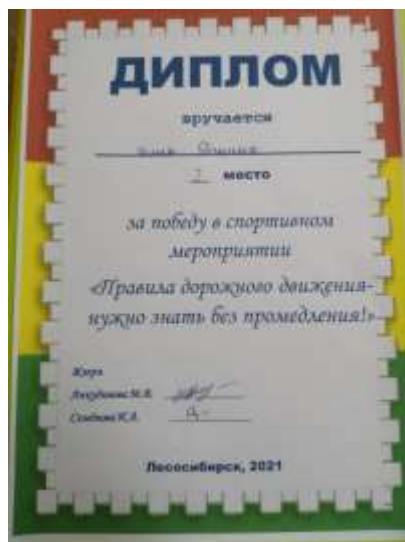 ДИПЛОМ
вручается
место
за победу в спортивном
мероприятии
«Правила дорожного движения-
нужно знать без промедления!»
Жюри
Лесосибирск, 2021